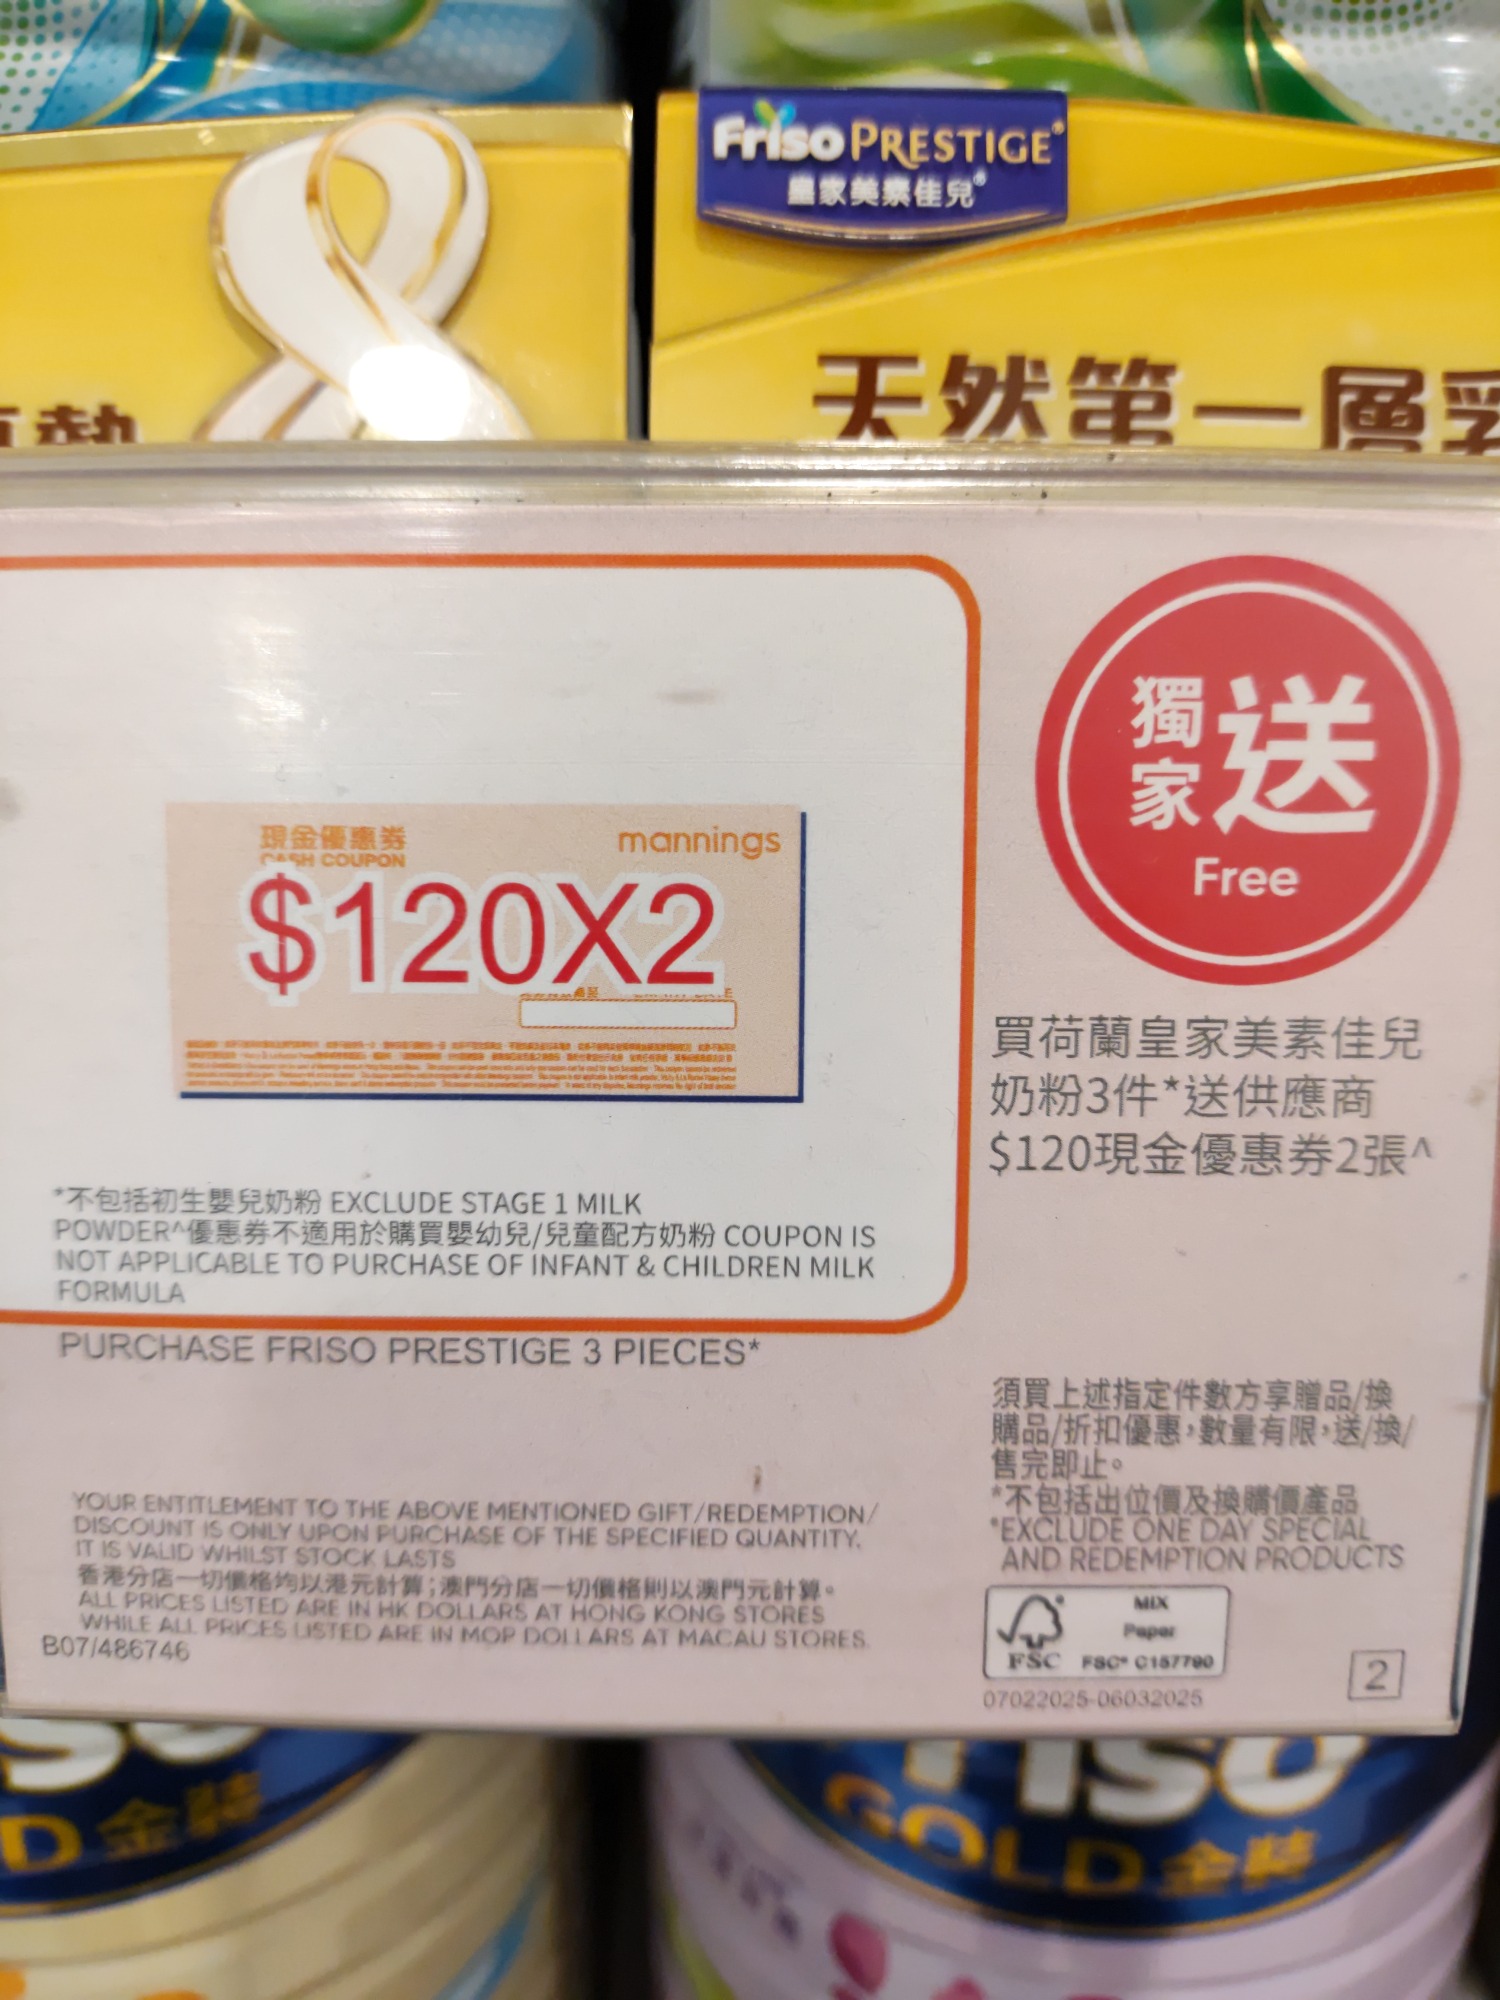 Friso PRESTIGE®
皇家美素佳兒®
天然第一層
獨家送
Free
現金優惠券
CASH COUPON
mannings
$120X2
*不包括初生嬰兒奶粉 EXCLUDE STAGE 1 MILK
POWDER^優惠券不適用於購買嬰幼兒/兒童配方奶粉 COUPON IS
NOT APPLICABLE TO PURCHASE OF INFANT & CHILDREN MILK
FORMULA
PURCHASE FRISO PRESTIGE 3 PIECES*
買荷蘭皇家美素佳兒
奶粉3件*送供應商
$120現金優惠券2張^
須買上述指定件數方享贈品/換
購品/折扣優惠，數量有限，送/換/
售完即止。
*不包括出位價及換購價產品
*EXCLUDE ONE DAY SPECIAL
AND REDEMPTION PRODUCTS
YOUR ENTITLEMENT TO THE ABOVE MENTIONED GIFT/REDEMPTION/
DISCOUNT IS ONLY UPON PURCHASE OF THE SPECIFIED QUANTITY.
IT IS VALID WHILST STOCK LASTS
香港分店一切價格均以港元計算；澳門分店一切價格則以澳門元計算。
ALL PRICES LISTED ARE IN HK DOLLARS AT HONG KONG STORES
WHILE ALL PRICES LISTED ARE IN MOP DOLLARS AT MACAU STORES.
B07/486746
FSC
MIX
Paper
FSC® C157790
07022025-06032025
2
D 金裝
GOLD 金裝